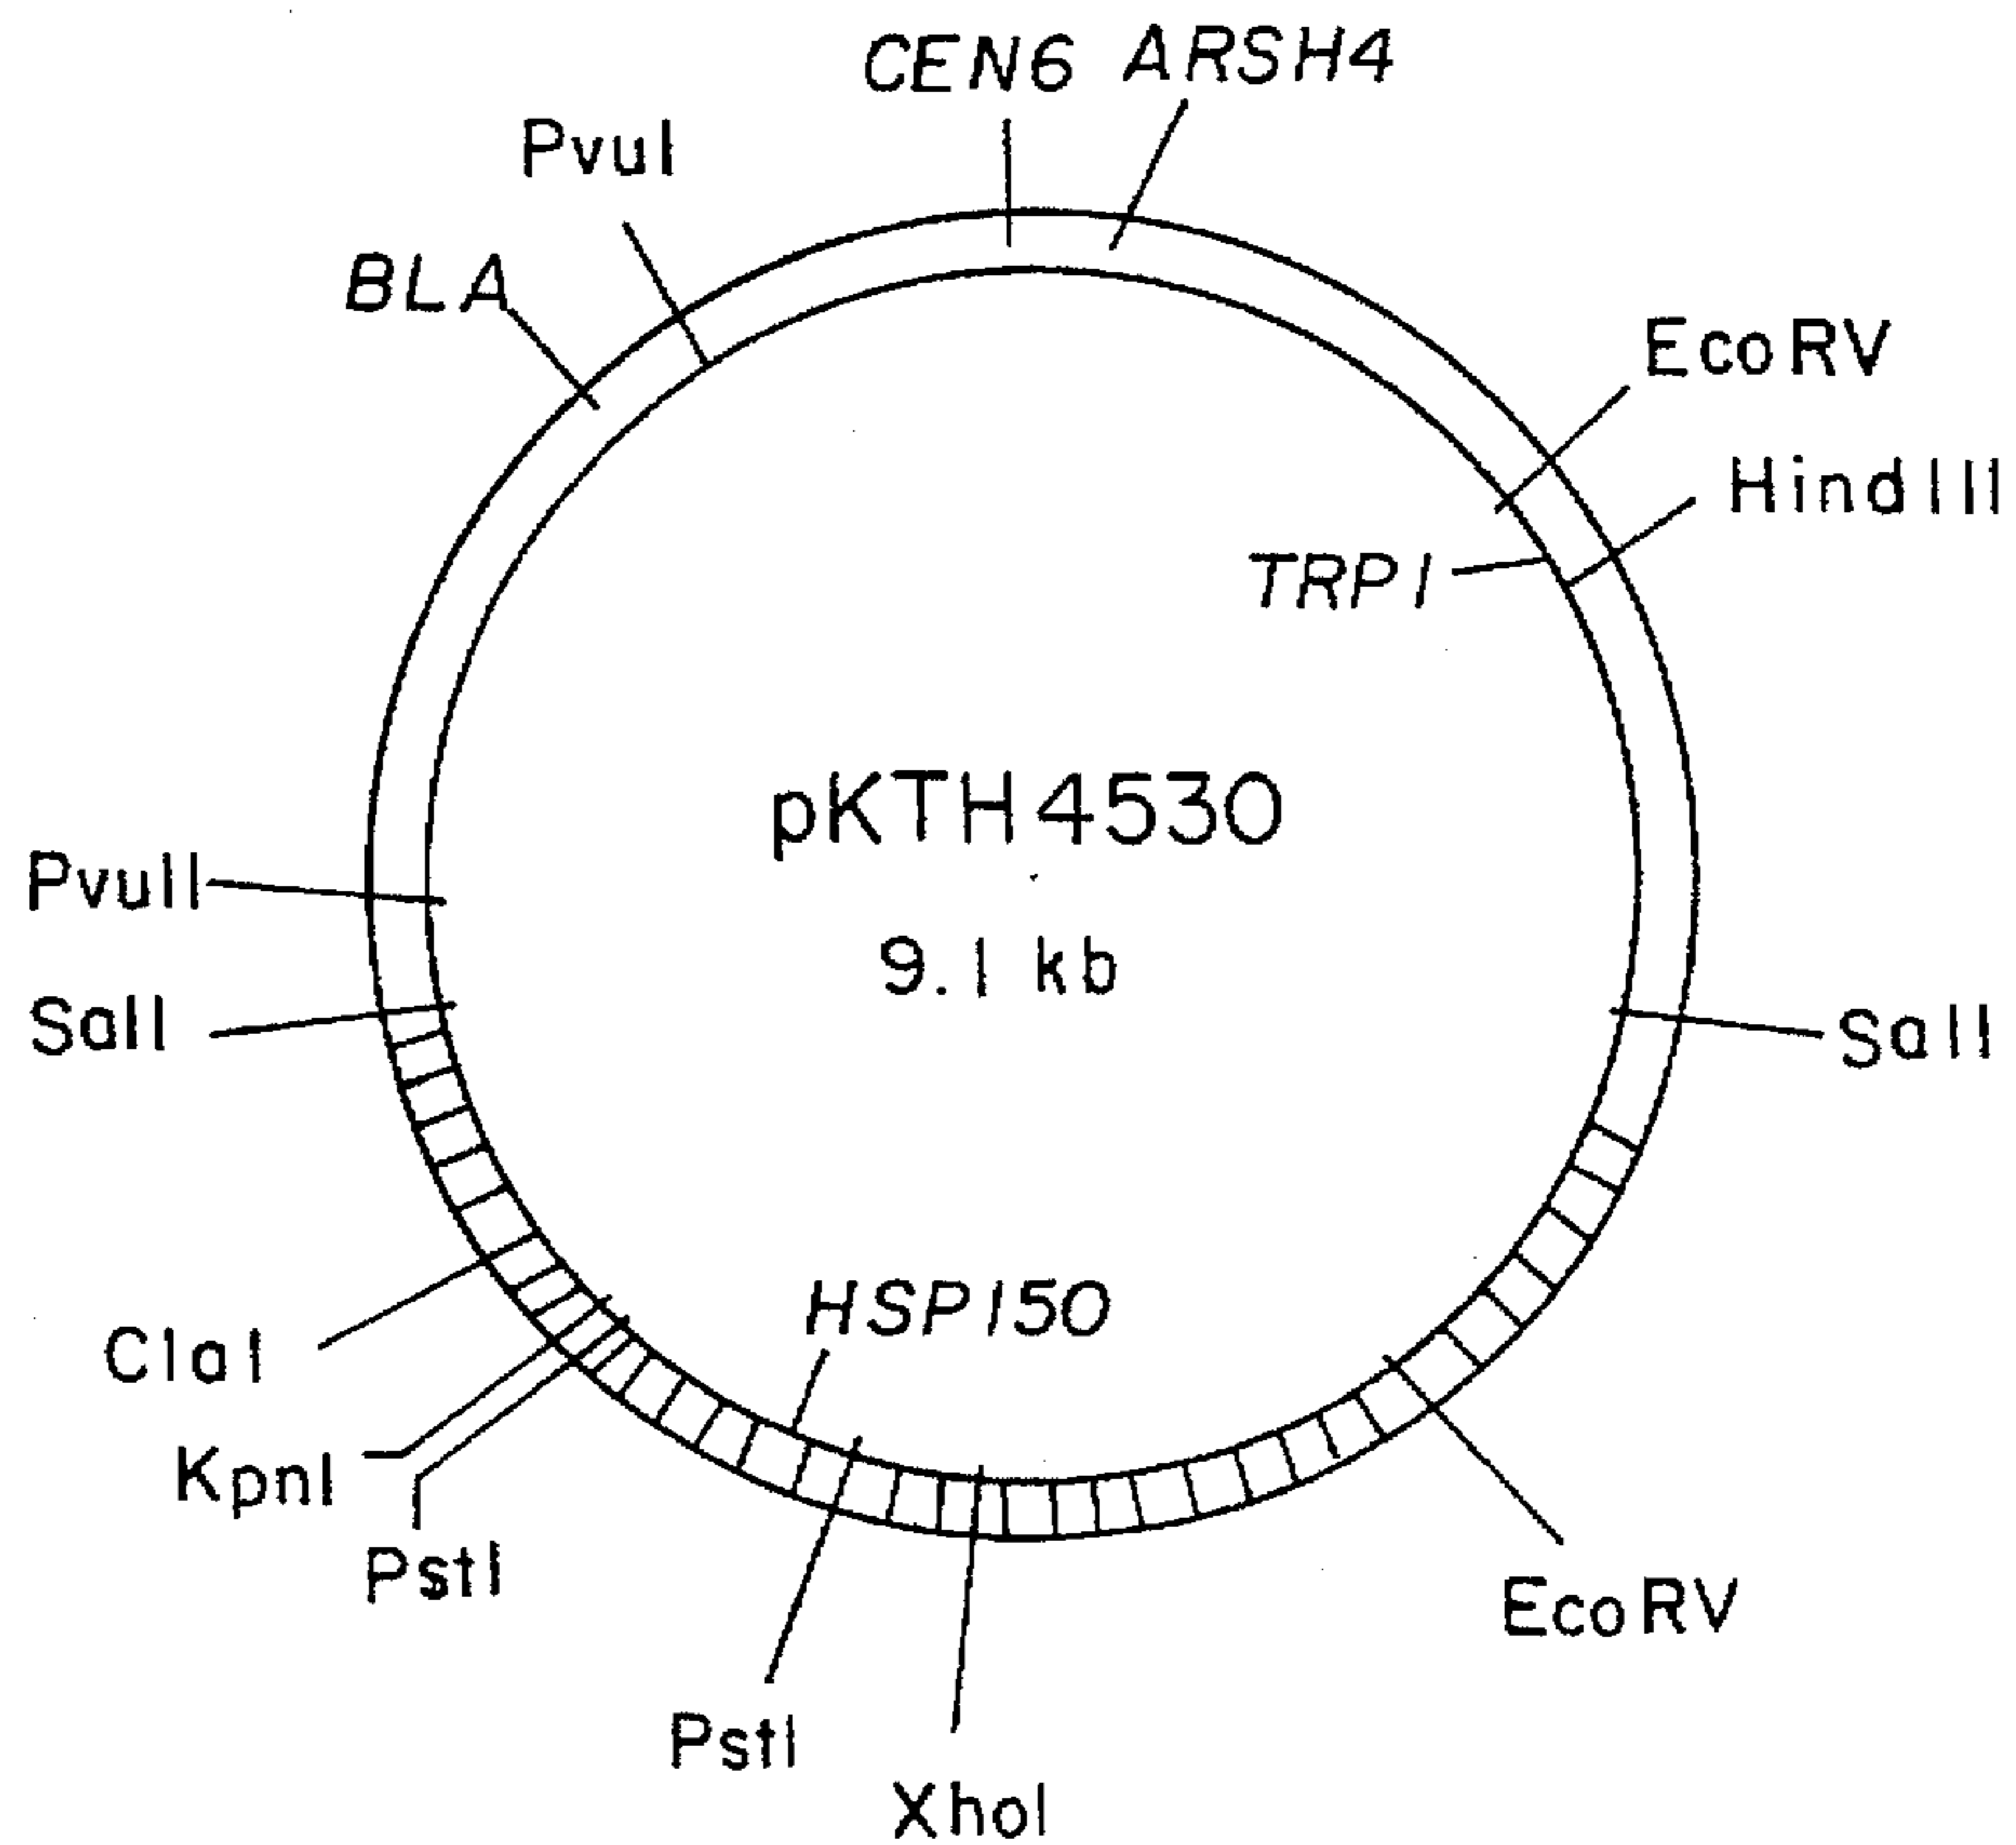 CEN6 ARSH4
PvuI
BLA
EcoRV
HindIII
TRP1
pKTH4530
9.1 kb
PvuII
SalI
SalI
HSP150
ClaI
KpnI
PstI
EcoRV
PstI
XhoI